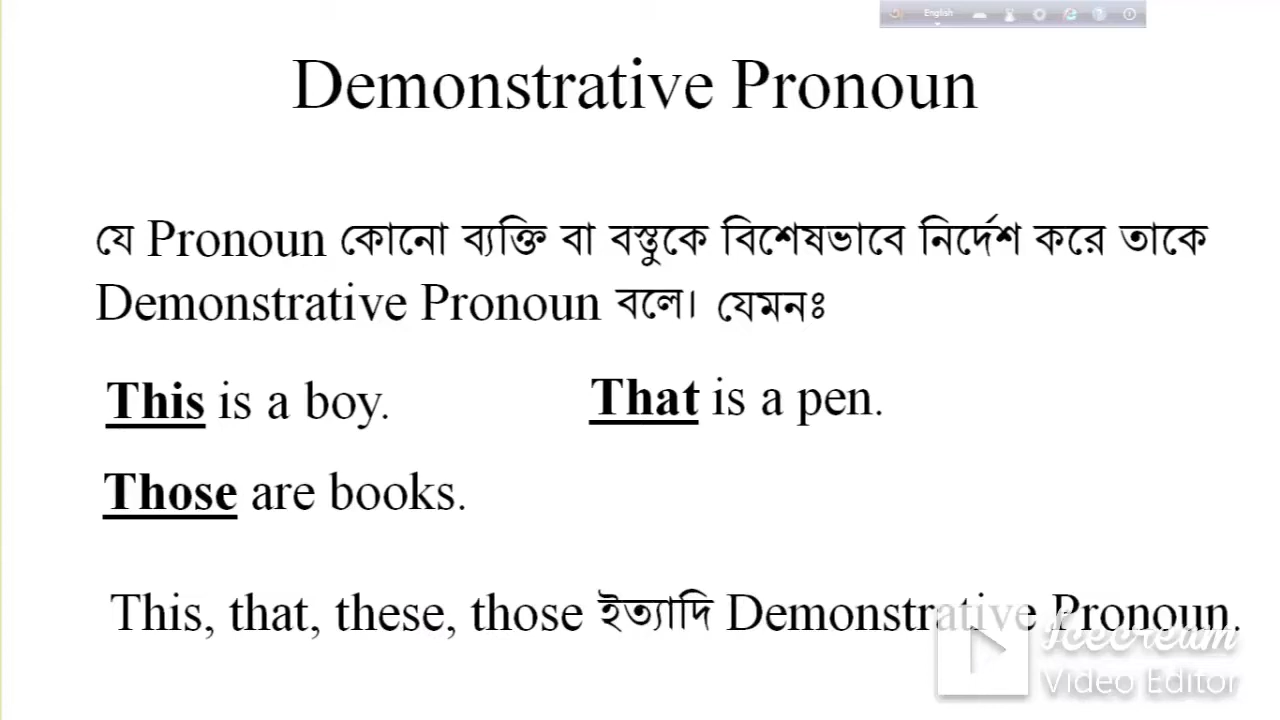 English
Demonstrative Pronoun
যে Pronoun কোনো ব্যক্তি বা বস্তুকে বিশেষভাবে নির্দেশ করে তাকে
Demonstrative Pronoun বলে। যেমনঃ
This is a boy. That is a pen.
Those are books.
This, that, these, those ইত্যাদি Demonstrative Pronoun.
Icecream
Video Editor